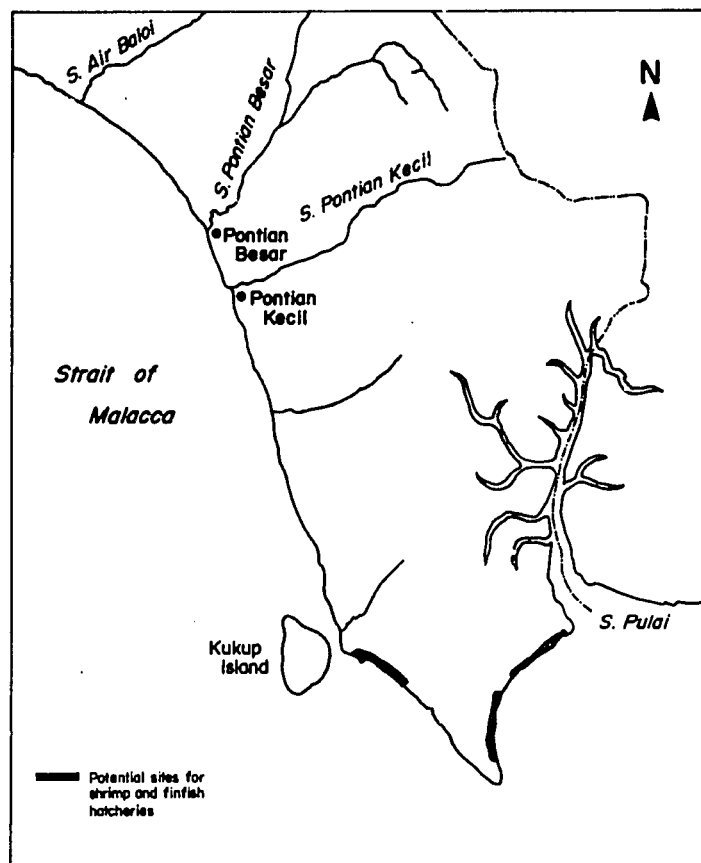 S. Air Baloi
S. Pontian Besar
N
S. Pontian Kecil
Pontian
Besar
Pontian
Kecil
Strait of
Malacca
S. Pulai
Kukup
Island
Potential sites for
shrimp and finfish
hatcheries